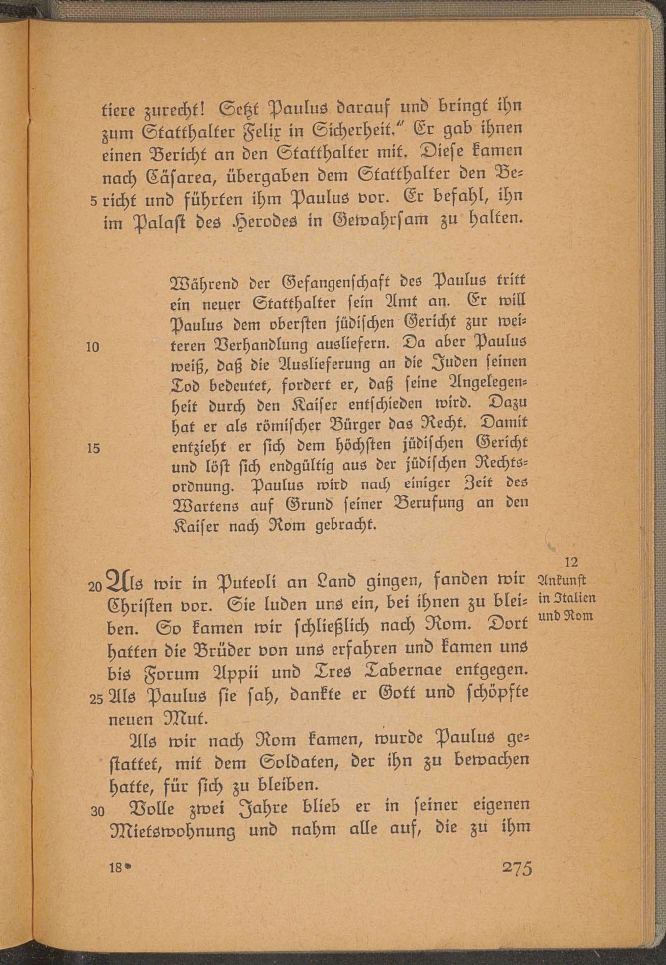 tiere zurecht! Setzt Paulus darauf und bringt ihn
zum Statthalter Felix in Sicherheit.“ Er gab ihnen
einen Bericht an den Statthalter mit. Diese kamen
nach Cäsarea, übergaben dem Statthalter den Be-
5 richt und führten ihm Paulus vor. Er befahl, ihn
im Palast des Herodes in Gewahrsam zu halten.
Während der Gefangenschaft des Paulus tritt
ein neuer Statthalter sein Amt an. Er will
Paulus dem obersten jüdischen Gericht zur wei-
10 teren Verhandlung ausliefern. Da aber Paulus
weiß, daß die Auslieferung an die Juden seinen
Tod bedeutet, fordert er, daß seine Angelegen-
heit durch den Kaiser entschieden wird. Dazu
hat er als römischer Bürger das Recht. Damit
15 entzieht er sich dem höchsten jüdischen Gericht
und löst sich endgültig aus der jüdischen Rechts-
ordnung. Paulus wird nach einiger Zeit des
Wartens auf Grund seiner Berufung an den
Kaiser nach Rom gebracht.
12
Ankunft
in Italien
und Rom
20 Als wir in Puteoli an Land gingen, fanden wir
Christen vor. Sie luden uns ein, bei ihnen zu blei-
ben. So kamen wir schließlich nach Rom. Dort
hatten die Brüder von uns erfahren und kamen uns
bis Forum Appii und Tres Tabernae entgegen.
25 Als Paulus sie sah, dankte er Gott und schöpfte
neuen Mut.
Als wir nach Rom kamen, wurde Paulus ge-
stattet, mit dem Soldaten, der ihn zu bewachen
hatte, für sich zu bleiben.
30 Volle zwei Jahre blieb er in seiner eigenen
Mietswohnung und nahm alle auf, die zu ihm
18*
275